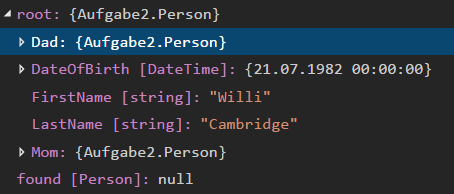 root: {Aufgabe2.Person}
Dad: {Aufgabe2.Person}
DateOfBirth [DateTime]: {21.07.1982 00:00:00}
FirstName [string]: "Willi"
LastName [string]: "Cambridge"
Mom: {Aufgabe2.Person}
found [Person]: null